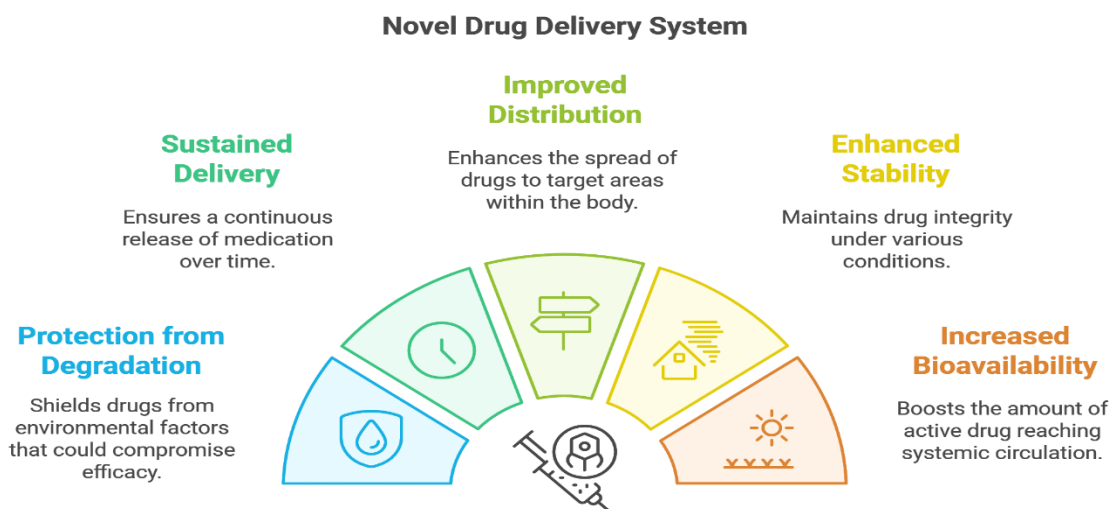 Novel Drug Delivery System
Protection from
Degradation
Shields drugs from
environmental factors
that could compromise
efficacy.
Sustained
Delivery
Ensures a continuous
release of medication
over time.
Improved
Distribution
Enhances the spread of
drugs to target areas
within the body.
Enhanced
Stability
Maintains drug integrity
under various
conditions.
Increased
Bioavailability
Boosts the amount of
active drug reaching
systemic circulation.